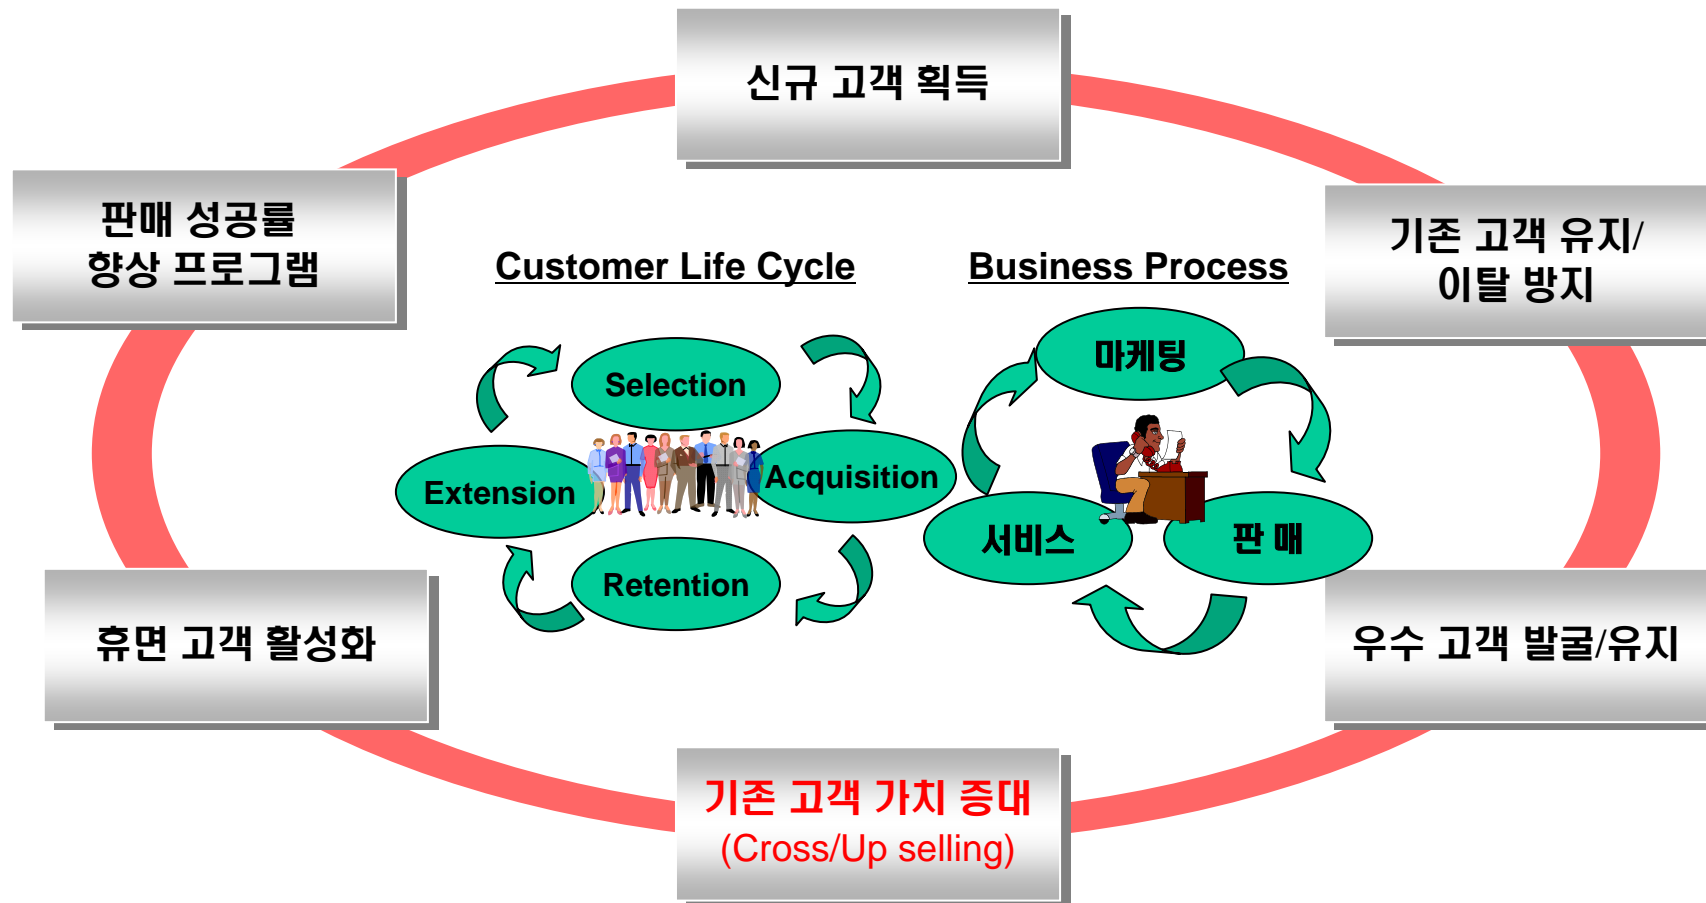 신규 고객 획득
판매 성공률
향상 프로그램
기존 고객 유지/
이탈 방지
Customer Life Cycle
Business Process
Selection
Acquisition
Retention
Extension
마케팅
판 매
서비스
휴면 고객 활성화
우수 고객 발굴/유지
기존 고객 가치 증대
(Cross/Up selling)